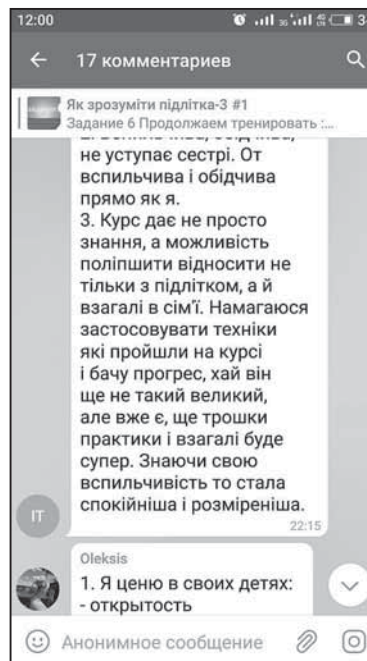 12:00
3G
3
17 комментариев
Як зрозуміти підлітка-3 #1
Задание 6 Продолжаем тренировать :...
не уступає сестрі. От
вспильчива і обідчива
прямо як я.
3. Курс дає не просто
знання, а можливість
поліпшити відносити не
тільки з підлітком, а й
взагалі в сім'ї. Намагаюся
застосовувати техніки
які пройшли на курсі
і бачу прогрес, хай він
ще не такий великий,
але вже є, ще трошки
практики і взагалі буде
супер. Знаючи свою
вспильчивість то стала
спокійніша і розміреніша.
IT
22:15
Oleksis
1. Я ценю в своих детях:
- открытость
Анонимное сообщение